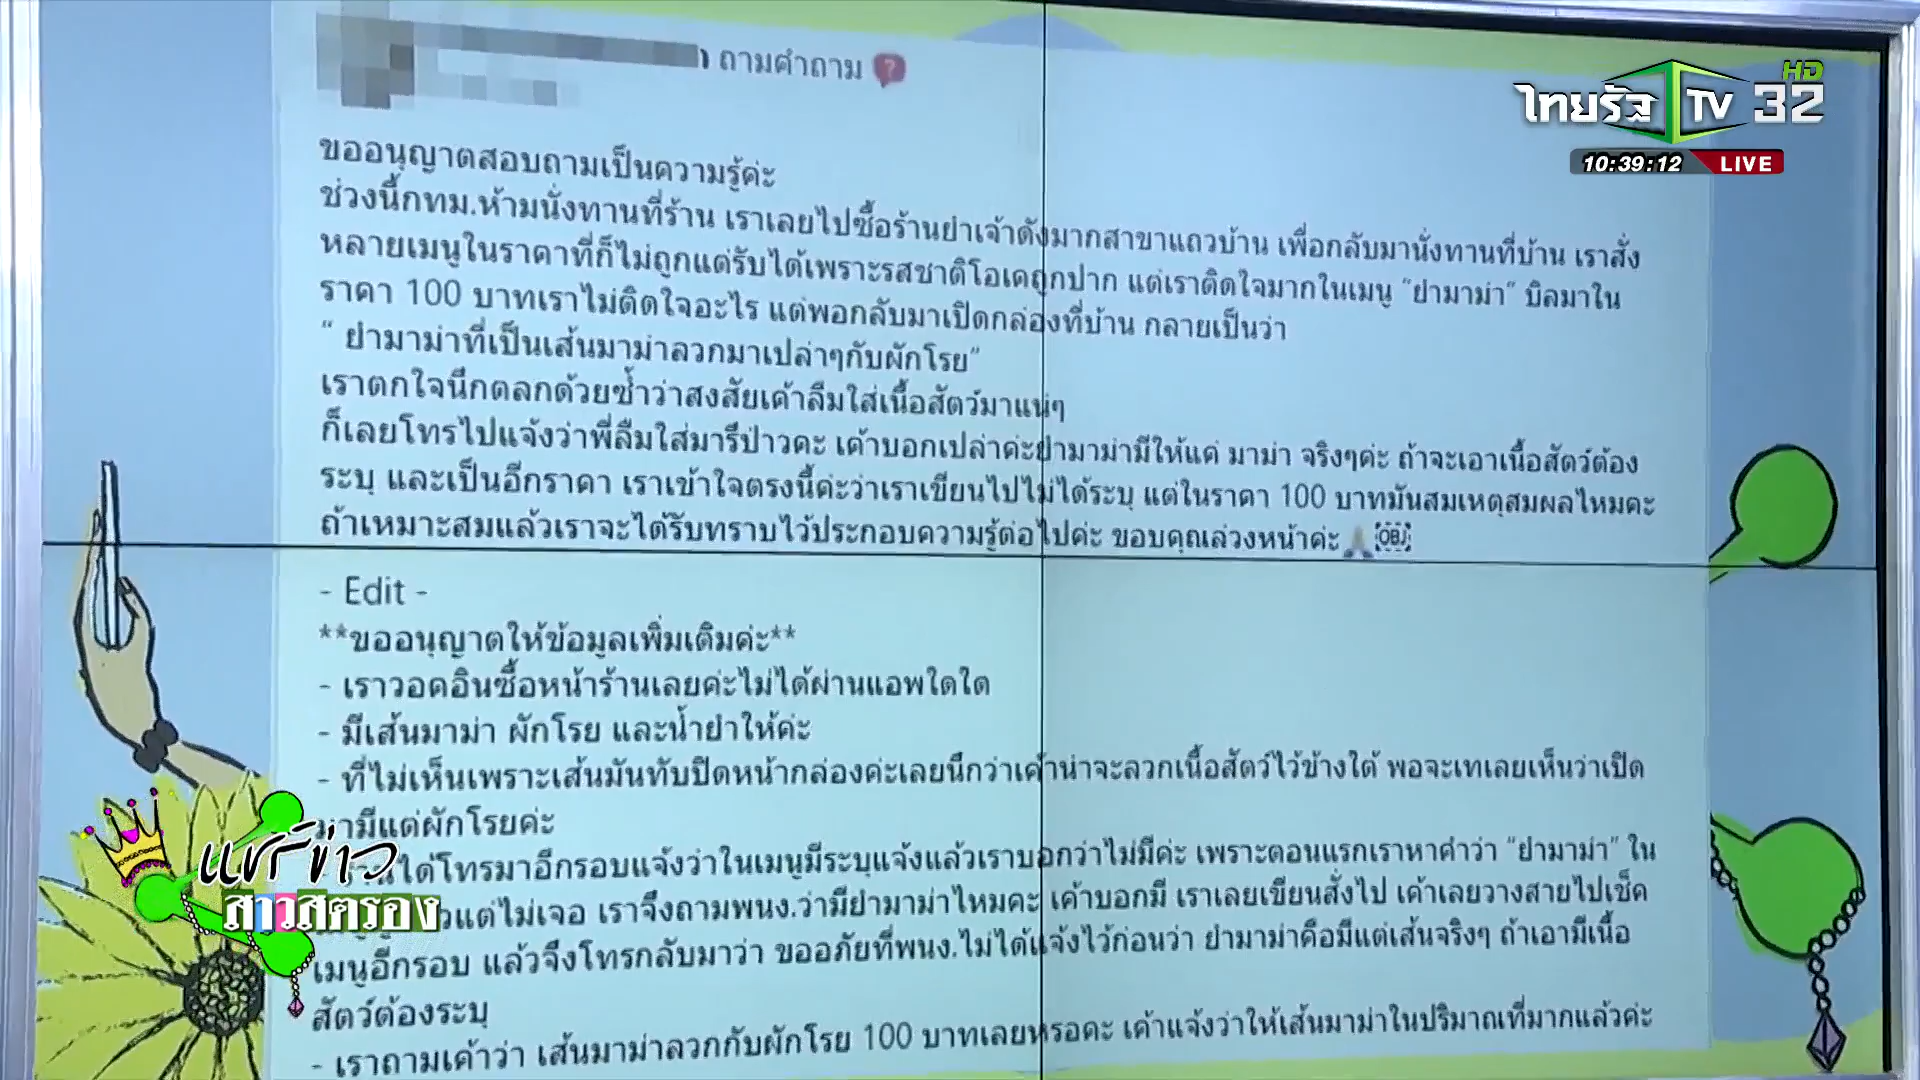 ถามคำถาม
ไทยรัฐ TV 32 HD
10:39:12 LIVE
ขออนุญาตสอบถามเป็นความรู้ค่ะ
ช่วงนี้กทม.ห้ามนั่งทานที่ร้าน เราเลยไปซื้อร้านยำเจ้าดังมากสาขาแถวบ้าน เพื่อกลับมานั่งทานที่บ้าน เราสั่ง
หลายเมนูในราคาที่ก็ไม่ถูกแต่รับได้เพราะรสชาติโอเคถูกปาก แต่เราติดใจมากในเมนู "ยำมาม่า" บิลมาใน
ราคา 100 บาทเราไม่ติดใจอะไร แต่พอกลับมาเปิดกล่องที่บ้าน กลายเป็นว่า
" ยำมาม่าที่เป็นเส้นมาม่าลวกมาเปล่าๆกับผักโรย"
เราตกใจนึกตลกด้วยซ้ำว่าสงสัยเค้าลืมใส่เนื้อสัตว์มาแน่ๆ
ก็เลยโทรไปแจ้งว่าพี่ลืมใส่มารึป่าวคะ เค้าบอกเปล่าค่ะยำมาม่ามีให้แค่ มาม่า จริงๆค่ะ ถ้าจะเอาเนื้อสัตว์ต้อง
ระบุ และเป็นอีกราคา เราเข้าใจตรงนี้ค่ะว่าเราเขียนไปไม่ได้ระบุ แต่ในราคา 100 บาทมันสมเหตุสมผลไหมคะ
ถ้าเหมาะสมแล้วเราจะได้รับทราบไว้ประกอบความรู้ต่อไปค่ะ ขอบคุณล่วงหน้าค่ะ🙏 OBJ
- Edit -
**ขออนุญาตให้ข้อมูลเพิ่มเติมค่ะ**
- เราวอคอินซื้อหน้าร้านเลยค่ะไม่ได้ผ่านแอพใดใด
- มีเส้นมาม่า ผักโรย และน้ำยำให้ค่ะ
- ที่ไม่เห็นเพราะเส้นมันทับปิดหน้ากล่องค่ะเลยนึกว่าเค้าน่าจะลวกเนื้อสัตว์ไว้ข้างใต้ พอจะเทเลยเห็นว่าเปิด
มามีแต่ผักโรยค่ะ
ได้โทรมาอีกรอบแจ้งว่าในเมนูมีระบุแจ้งแล้วเราบอกว่าไม่มีค่ะ เพราะตอนแรกเราหาคำว่า "ยำมาม่า" ใน
แต่ไม่เจอ เราจึงถามพนง.ว่ามียำมาม่าไหมคะ เค้าบอกมี เราเลยเขียนสั่งไป เค้าเลยวางสายไปเช็ค
เมนูอีกรอบ แล้วจึงโทรกลับมาว่า ขออภัยที่พนง.ไม่ได้แจ้งไว้ก่อนว่า ยำมาม่าคือมีแต่เส้นจริงๆ ถ้าเอามีเนื้อ
สัตว์ต้องระบุ
- เราถามเค้าว่า เส้นมาม่าลวกกับผักโรย 100 บาทเลยหรอคะ เค้าแจ้งว่าให้เส้นมาม่าในปริมาณที่มากแล้วค่ะ
แชร์ข่าว
สาวสตรอง